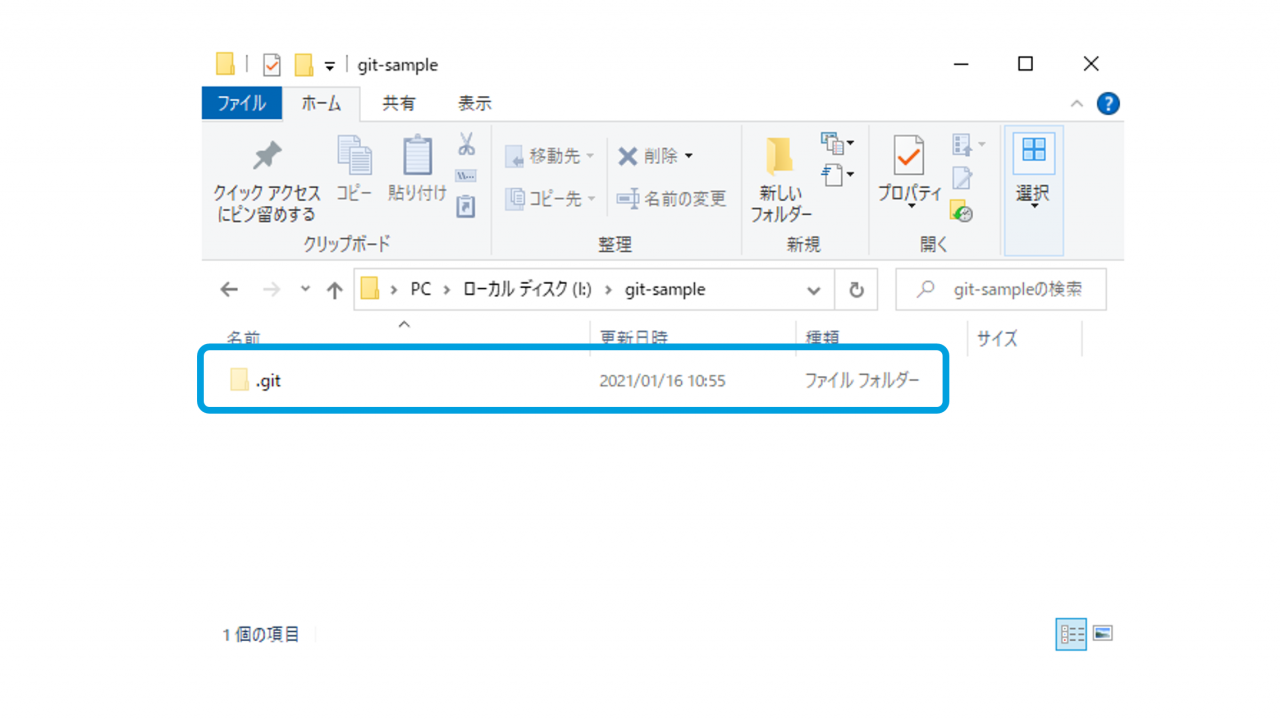 git-sample
ファイル ホーム 共有 表示
クイック アクセス
にピン留めする
コピー
貼り付け
クリップボード
移動先
コピー先
削除
名前の変更
整理
新しい
フォルダー
新規
プロパティ
開く
選択
PC ローカル ディスク (I:) git-sample
git-sampleの検索
名前 更新日時 種類 サイズ
.git 2021/01/16 10:55 ファイル フォルダー
1 個の項目